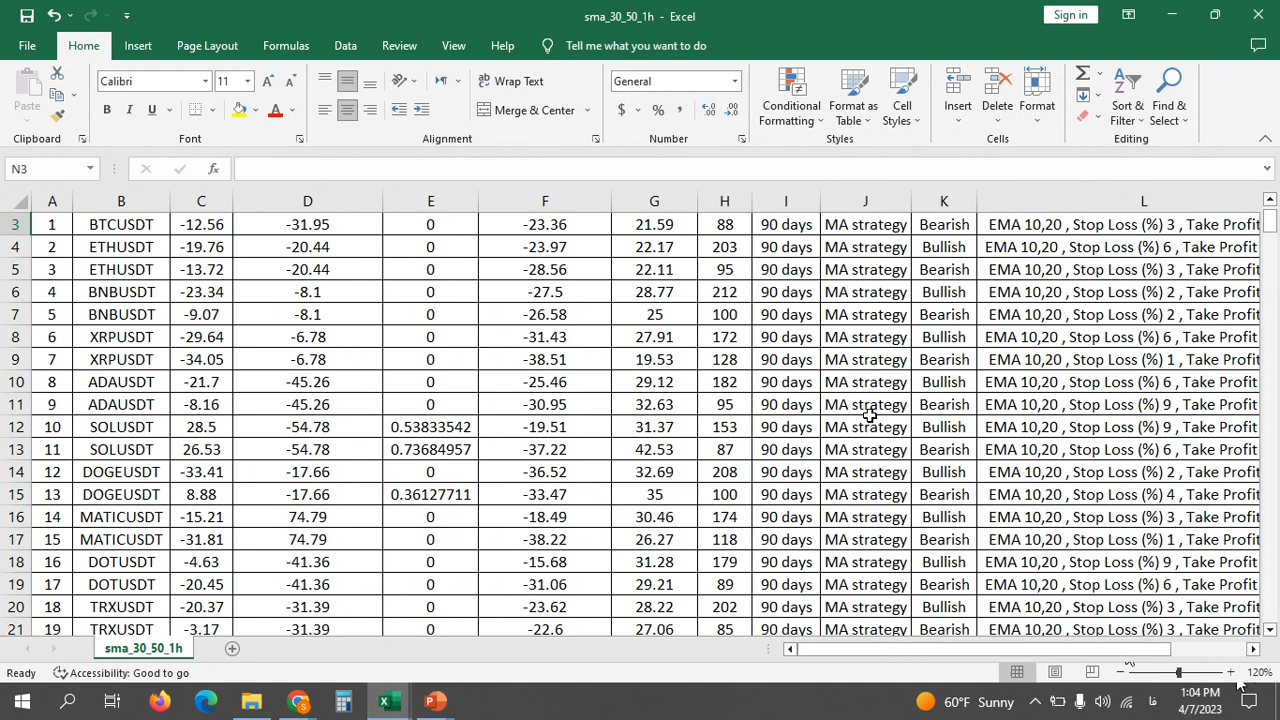 sma_30_50_1h - Excel
Sign in
File Home Insert Page Layout Formulas Data Review View Help Tell me what you want to do
Paste
Calibri 11
B I U A
Wrap Text
Merge & Center
General
$ % ,
Conditional Formatting
Format as Table
Cell Styles
Insert Delete Format
Sort & Filter
Find & Select
Clipboard Font Alignment Number Styles Cells Editing
N3 fx
A B C D E F G H I J K L
3 1 BTCUSDT -12.56 -31.95 0 -23.36 21.59 88 90 days MA strategy Bearish EMA 10,20 , Stop Loss (%) 3 , Take Profit
4 2 ETHUSDT -19.76 -20.44 0 -23.97 22.17 203 90 days MA strategy Bullish EMA 10,20 , Stop Loss (%) 6 , Take Profit
5 3 ETHUSDT -13.72 -20.44 0 -28.56 22.11 95 90 days MA strategy Bearish EMA 10,20 , Stop Loss (%) 3 , Take Profit
6 4 BNBUSDT -23.34 -8.1 0 -27.5 28.77 212 90 days MA strategy Bullish EMA 10,20 , Stop Loss (%) 2 , Take Profit
7 5 BNBUSDT -9.07 -8.1 0 -26.58 25 100 90 days MA strategy Bearish EMA 10,20 , Stop Loss (%) 2 , Take Profit
8 6 XRPUSDT -29.64 -6.78 0 -31.43 27.91 172 90 days MA strategy Bullish EMA 10,20 , Stop Loss (%) 6 , Take Profit
9 7 XRPUSDT -34.05 -6.78 0 -38.51 19.53 128 90 days MA strategy Bearish EMA 10,20 , Stop Loss (%) 1 , Take Profit
10 8 ADAUSDT -21.7 -45.26 0 -25.46 29.12 182 90 days MA strategy Bullish EMA 10,20 , Stop Loss (%) 6 , Take Profit
11 9 ADAUSDT -8.16 -45.26 0 -30.95 32.63 95 90 days MA strategy Bearish EMA 10,20 , Stop Loss (%) 9 , Take Profit
12 10 SOLUSDT 28.5 -54.78 0.53833542 -19.51 31.37 153 90 days MA strategy Bullish EMA 10,20 , Stop Loss (%) 9 , Take Profit
13 11 SOLUSDT 26.53 -54.78 0.73684957 -37.22 42.53 87 90 days MA strategy Bearish EMA 10,20 , Stop Loss (%) 6 , Take Profit
14 12 DOGEUSDT -33.41 -17.66 0 -36.52 32.69 208 90 days MA strategy Bullish EMA 10,20 , Stop Loss (%) 2 , Take Profit
15 13 DOGEUSDT 8.88 -17.66 0.36127711 -33.47 35 100 90 days MA strategy Bearish EMA 10,20 , Stop Loss (%) 4 , Take Profit
16 14 MATICUSDT -15.21 74.79 0 -18.49 30.46 174 90 days MA strategy Bullish EMA 10,20 , Stop Loss (%) 3 , Take Profit
17 15 MATICUSDT -31.81 74.79 0 -38.22 26.27 118 90 days MA strategy Bearish EMA 10,20 , Stop Loss (%) 1 , Take Profit
18 16 DOTUSDT -4.63 -41.36 0 -15.68 31.28 179 90 days MA strategy Bullish EMA 10,20 , Stop Loss (%) 9 , Take Profit
19 17 DOTUSDT -20.45 -41.36 0 -31.06 29.21 89 90 days MA strategy Bearish EMA 10,20 , Stop Loss (%) 6 , Take Profit
20 18 TRXUSDT -20.37 -31.39 0 -23.62 28.22 202 90 days MA strategy Bullish EMA 10,20 , Stop Loss (%) 3 , Take Profit
21 19 TRXUSDT -3.17 -31.39 0 -22.6 27.06 85 90 days MA strategy Bearish EMA 10,20 , Stop Loss (%) 3 , Take Profit
sma_30_50_1h
Ready Accessibility: Good to go 120%
60°F Sunny فا 1:04 PM
4/7/2023